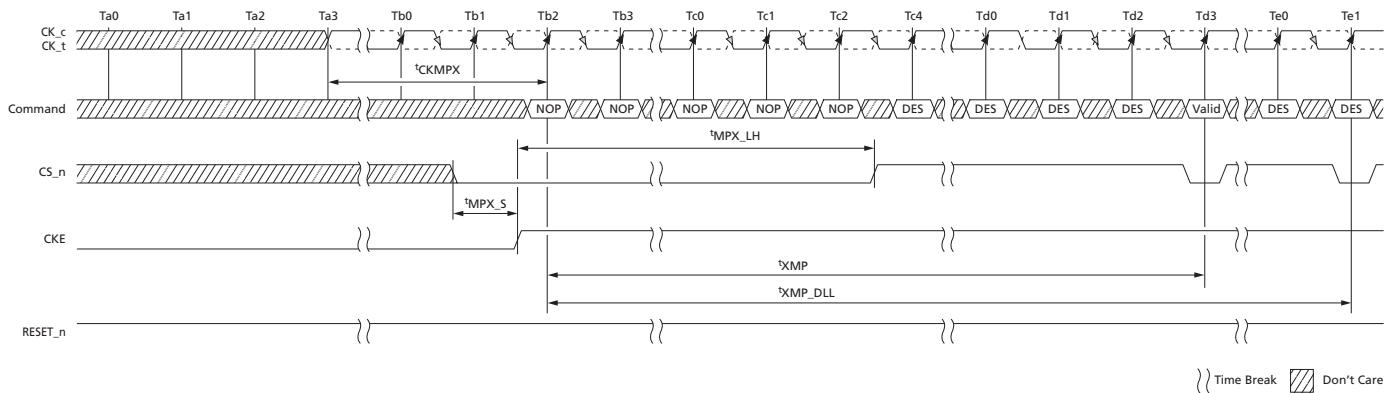 Ta0 Ta1 Ta2 Ta3 Tb0 Tb1 Tb2 Tb3 Tc0 Tc1 Tc2 Tc4 Td0 Td1 Td2 Td3 Te0 Te1
CK_c
CK_t
tCKMPX
Command NOP NOP NOP NOP NOP DES DES DES DES Valid DES DES
tMPX_LH
CS_n
tMPX_S
CKE
tXMP
tXMP_DLL
RESET_n
Time Break Don't Care